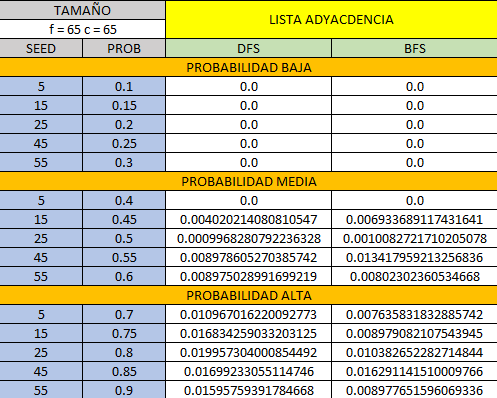 TAMAÑO LISTA ADYACDENCIA
f = 65 c = 65
SEED PROB DFS BFS
PROBABILIDAD BAJA
5 0.1 0.0 0.0
15 0.15 0.0 0.0
25 0.2 0.0 0.0
45 0.25 0.0 0.0
55 0.3 0.0 0.0
PROBABILIDAD MEDIA
5 0.4 0.0 0.0
15 0.45 0.004020214080810547 0.006933689117431641
25 0.5 0.0009968280792236328 0.0010082721710205078
45 0.55 0.008978605270385742 0.013417959213256836
55 0.6 0.008975028991699219 0.00802302360534668
PROBABILIDAD ALTA
5 0.7 0.010967016220092773 0.007635831832885742
15 0.75 0.016834259033203125 0.008979082107543945
25 0.8 0.019957304000854492 0.010382652282714844
45 0.85 0.01699233055114746 0.016291141510009766
55 0.9 0.01595759391784668 0.008977651596069336